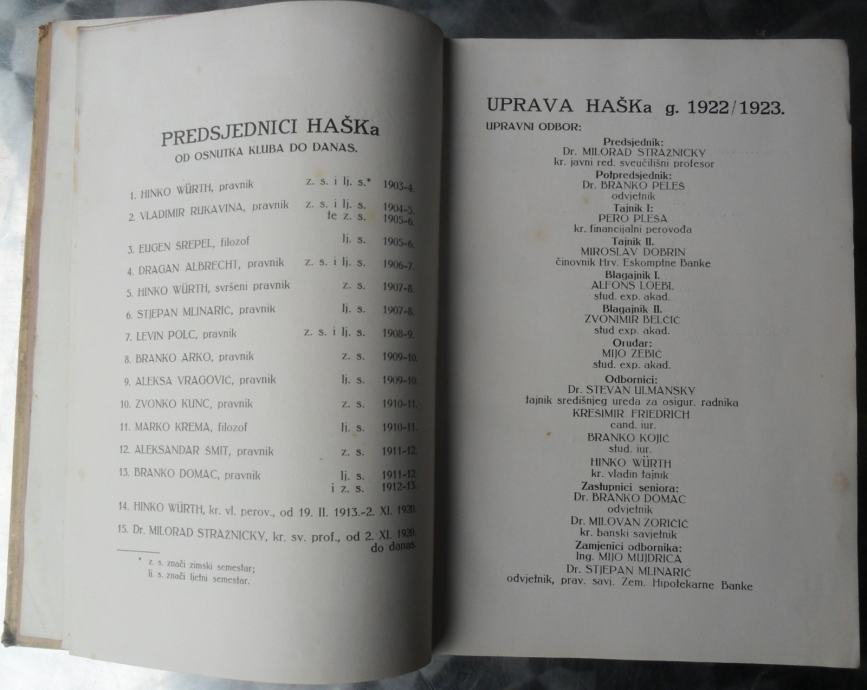 PREDSJEDNICI HAŠKa
OD OSNUTKA KLUBA DO DANAS.
1. HINKO WÜRTH, pravnik z. s. i lj. s.* 1903-4.
2. VLADIMIR RUKAVINA, pravnik z. s. i lj. s. 1904-5.
te z. s. 1905-6.
3. EUGEN ŠREPEL, filozof lj. s. 1905-6.
4. DRAGAN ALBRECHT, pravnik z. s. i lj. s. 1906-7.
5. HINKO WÜRTH, svršeni pravnik z. s. 1907-8.
6. STJEPAN MLINARIĆ, pravnik lj. s. 1907-8.
7. LEVIN POLC, pravnik z. s. i lj. s. 1908-9.
8. BRANKO ARKO, pravnik z. s. 1909-10.
9. ALEKSA VRAGOVIĆ, pravnik lj. s. 1909-10.
10. ZVONKO KUNC, pravnik z. s. 1910-11.
11. MARKO KREMA, filozof lj. s. 1910-11.
12. ALEKSANDAR ŠMIT, pravnik z. s. 1911-12.
13. BRANKO DOMAC, pravnik lj. s. 1911-12
i z. s. 1912-13.
14. HINKO WÜRTH, kr. vl. perov., od 19. II. 1913.-2. XI. 1920.
15. Dr. MILORAD STRAŽNICKY, kr. sv. prof., od 2. XI. 1920.
do danas.
* z. s. znači zimski semestar;
lj. s. znači ljetni semestar.
UPRAVA HAŠKa g. 1922/1923.
UPRAVNI ODBOR:
Predsjednik:
Dr. MILORAD STRAŽNICKY
kr. javni red. sveučilišni profesor
Potpredsjednik:
Dr. BRANKO PELEŠ
odvjetnik
Tajnik I:
PERO PLEŠA
kr. financijalni perovođa
Tajnik II.
MIROSLAV DOBRIN
činovnik Hrv. Eskomptne Banke
Blagajnik I.
ALFONS LOEBL
stud. exp. akad.
Blagajnik II.
ZVONIMIR BELČIĆ
stud exp. akad.
Oruđar:
MIJO ŽEBIĆ
stud. exp. akad.
Odbornici:
Dr. STEVAN ULMANSKY
tajnik središnjeg ureda za osigur. radnika
KREŠIMIR FRIEDRICH
cand. iur.
BRANKO KOJIĆ
stud. iur.
HINKO WÜRTH
kr. vladin tajnik
Zastupnici seniora:
Dr. BRANKO DOMAC
odvjetnik
Dr. MILOVAN ZORIČIĆ
kr. banski savjetnik
Zamjenici odbornika:
Ing. MIJO MUJDRICA
Dr. STJEPAN MLINARIĆ
odvjetnik, prav. savj. Zem. Hipotekarne Banke